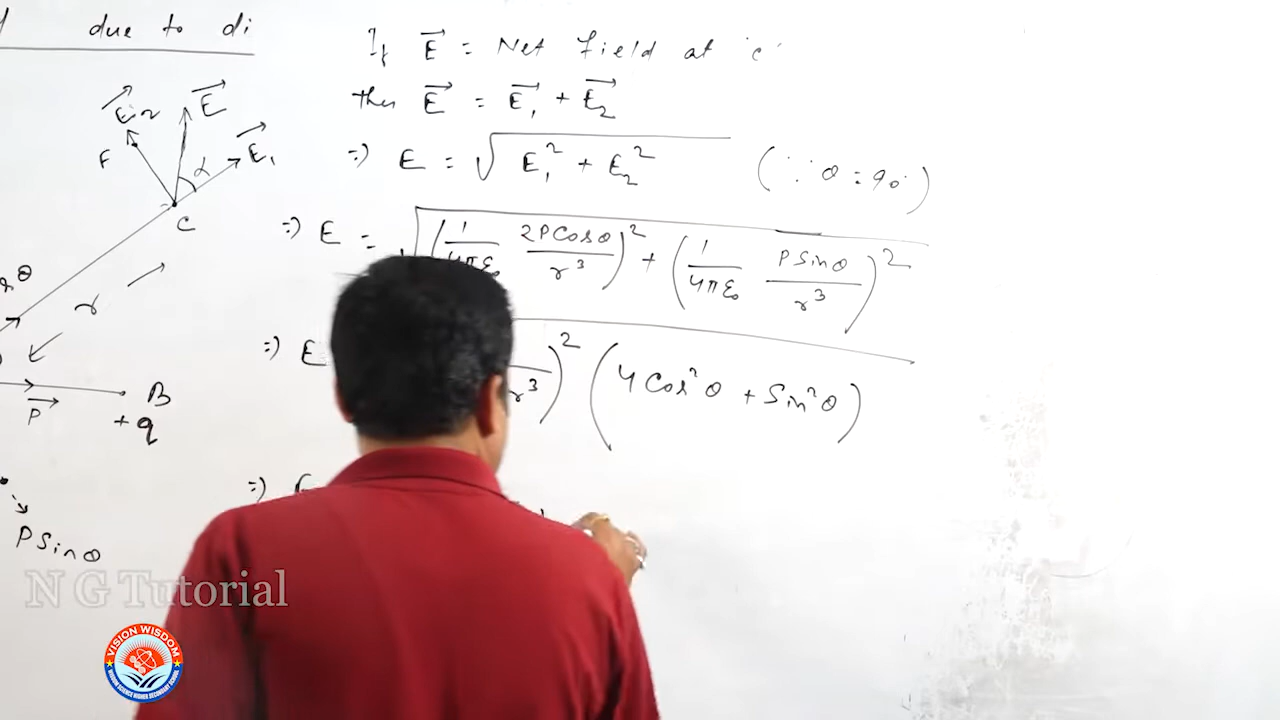 due to di
If E⃗ = Net field at 'c'
then E⃗ = E⃗₁ + E⃗₂
⇒ E = √(E₁² + E₂²) (∵ θ = 90°)
⇒ E = √((1/4πε₀ 2PCosθ/r³)² + (1/4πε₀ PSinθ/r³)²)
⇒ E r³)² (4Cos²θ + Sin²θ)
⇒ E
E⃗
E⃗₁
F
α
C
θ
r
P⃗
B
+q
PSinθ
N G Tutorial
VISION WISDOM